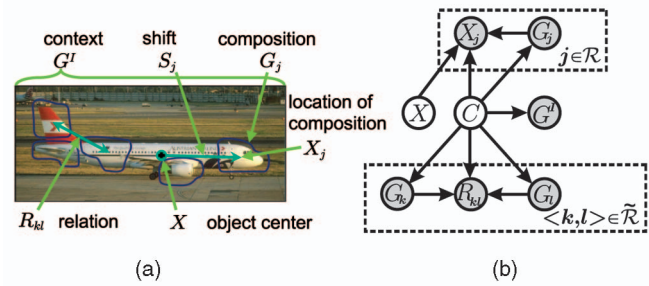 context shift composition
G^I S_j G_j
location of
composition
X_j
R_kl relation X object center
(a)
X_j G_j
j∈R
X C G^I
G_k R_kl G_l
<k,l>∈R̃
(b)